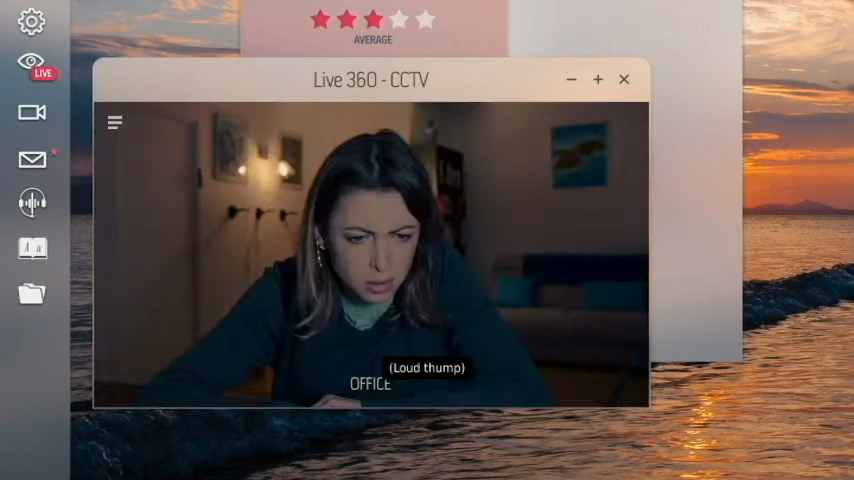 AVERAGE
LIVE
Live 360 - CCTV
(Loud thump)
OFFICE